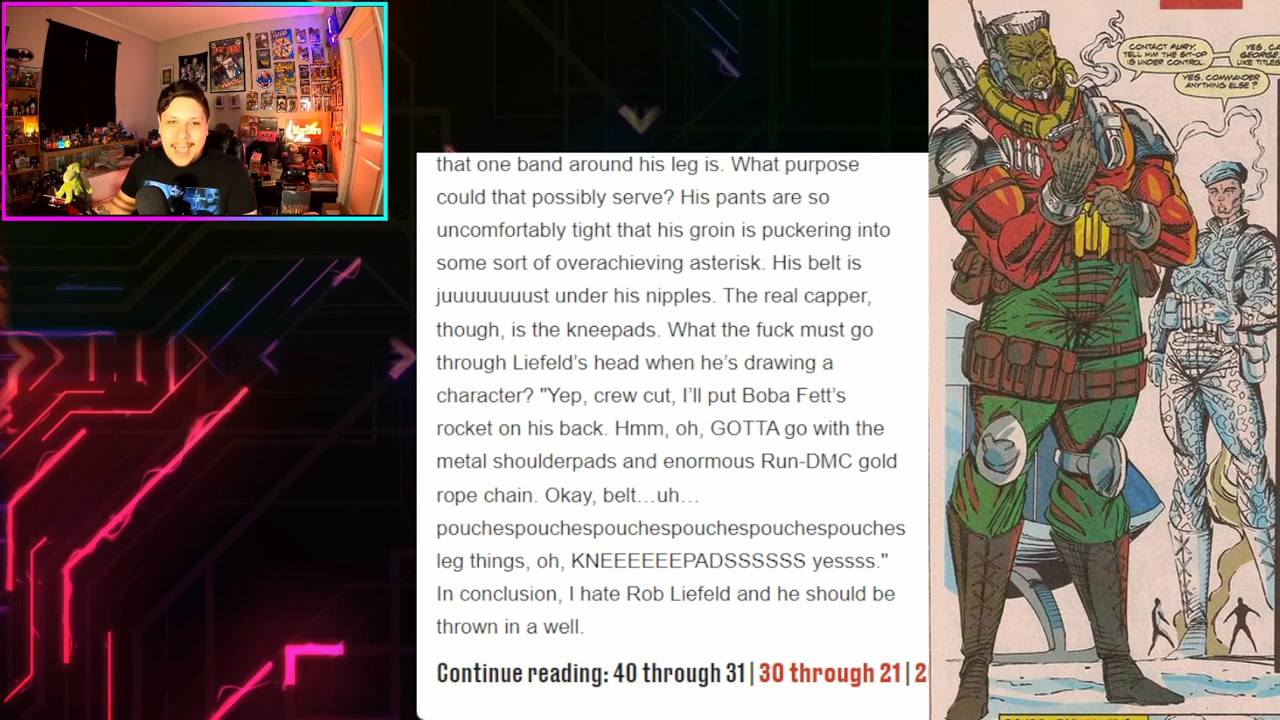 that one band around his leg is. What purpose
could that possibly serve? His pants are so
uncomfortably tight that his groin is puckering into
some sort of overachieving asterisk. His belt is
juuuuuuuust under his nipples. The real capper,
though, is the kneepads. What the fuck must go
through Liefeld’s head when he’s drawing a
character? "Yep, crew cut, I’ll put Boba Fett’s
rocket on his back. Hmm, oh, GOTTA go with the
metal shoulderpads and enormous Run-DMC gold
rope chain. Okay, belt…uh…
pouchespouchespouchespouchespouchespouches
leg things, oh, KNEEEEEEPADSSSSSS yessss."
In conclusion, I hate Rob Liefeld and he should be
thrown in a well.
Continue reading: 40 through 31 | 30 through 21 | 2
CONTACT FURY.
TELL HIM THE SIT-OP
IS UNDER CONTROL.
YES, CA
GEORGE
LIKE TITLES
YES, COMMANDER
ANYTHING ELSE?